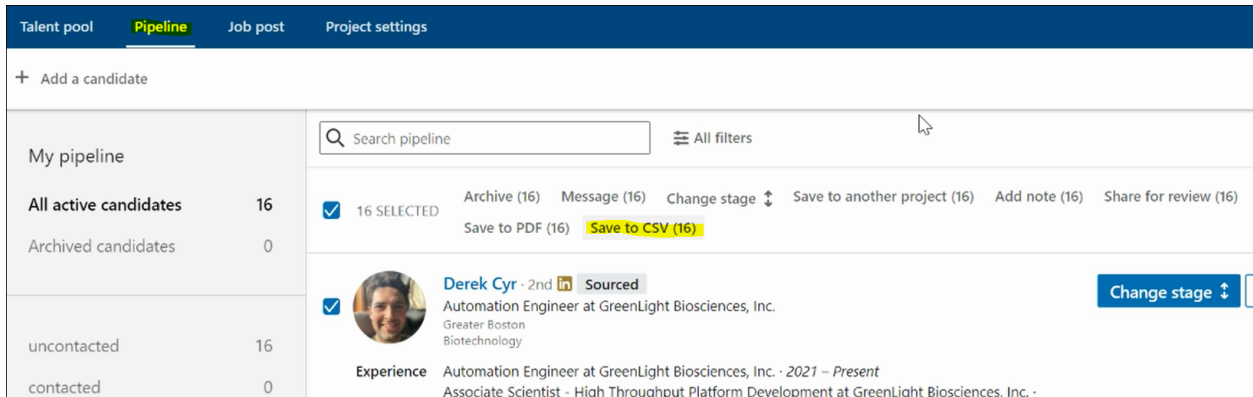 Talent pool Pipeline Job post Project settings
+ Add a candidate
My pipeline
All active candidates 16
Archived candidates 0
uncontacted 16
contacted 0
Search pipeline All filters
16 SELECTED Archive (16) Message (16) Change stage Save to another project (16) Add note (16) Share for review (16)
Save to PDF (16) Save to CSV (16)
Derek Cyr · 2nd in Sourced
Change stage
Automation Engineer at GreenLight Biosciences, Inc.
Greater Boston
Biotechnology
Experience Automation Engineer at GreenLight Biosciences, Inc. · 2021 – Present
Associate Scientist - High Throughput Platform Development at GreenLight Biosciences, Inc. ·